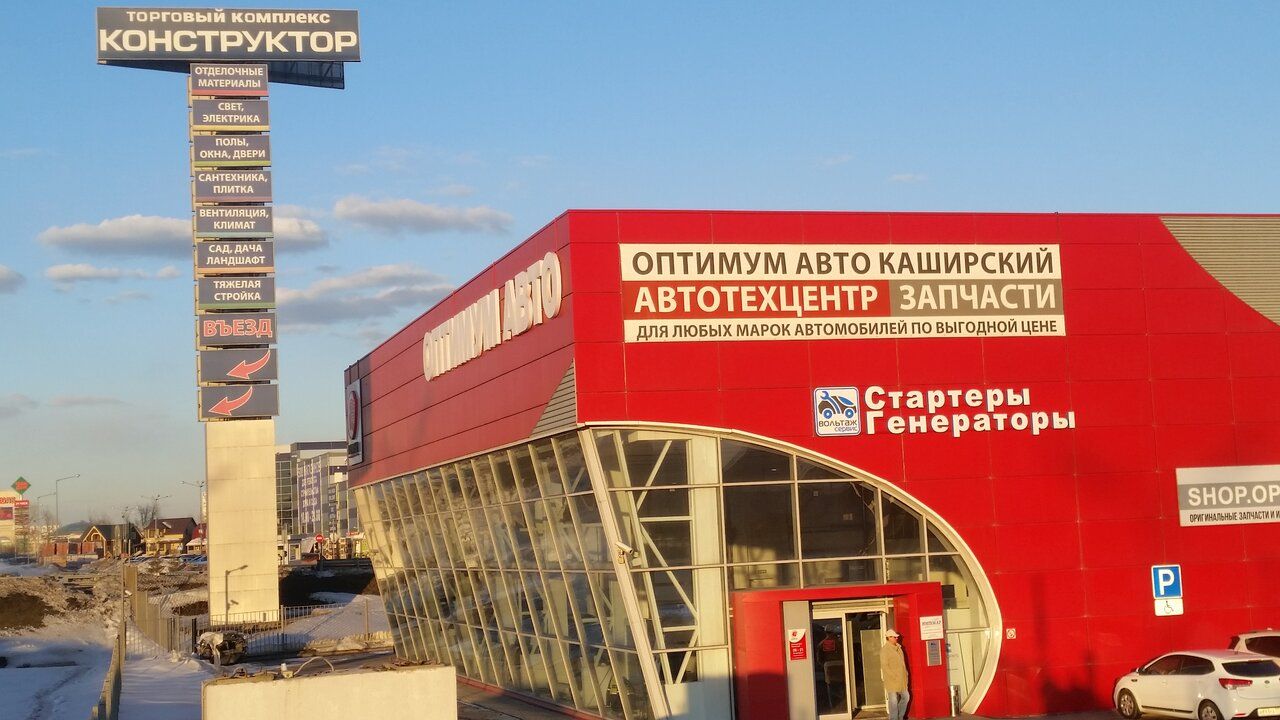 ТОРГОВЫЙ КОМПЛЕКС
КОНСТРУКТОР
ОТДЕЛОЧНЫЕ
МАТЕРИАЛЫ
СВЕТ,
ЭЛЕКТРИКА
ПОЛЫ,
ОКНА, ДВЕРИ
САНТЕХНИКА,
ПЛИТКА
ВЕНТИЛЯЦИЯ,
КЛИМАТ
САД, ДАЧА
ЛАНДШАФТ
ТЯЖЕЛАЯ
СТРОЙКА
ВЪЕЗД
ОПТИМУМ АВТО
ОПТИМУМ АВТО КАШИРСКИЙ
АВТОТЕХЦЕНТР ЗАПЧАСТИ
ДЛЯ ЛЮБЫХ МАРОК АВТОМОБИЛЕЙ ПО ВЫГОДНОЙ ЦЕНЕ
ВОЛЬТАЖ
СЕРВИС
Стартеры
Генераторы
SHOP.OP
ОРИГИНАЛЬНЫЕ ЗАПЧАСТИ И
P